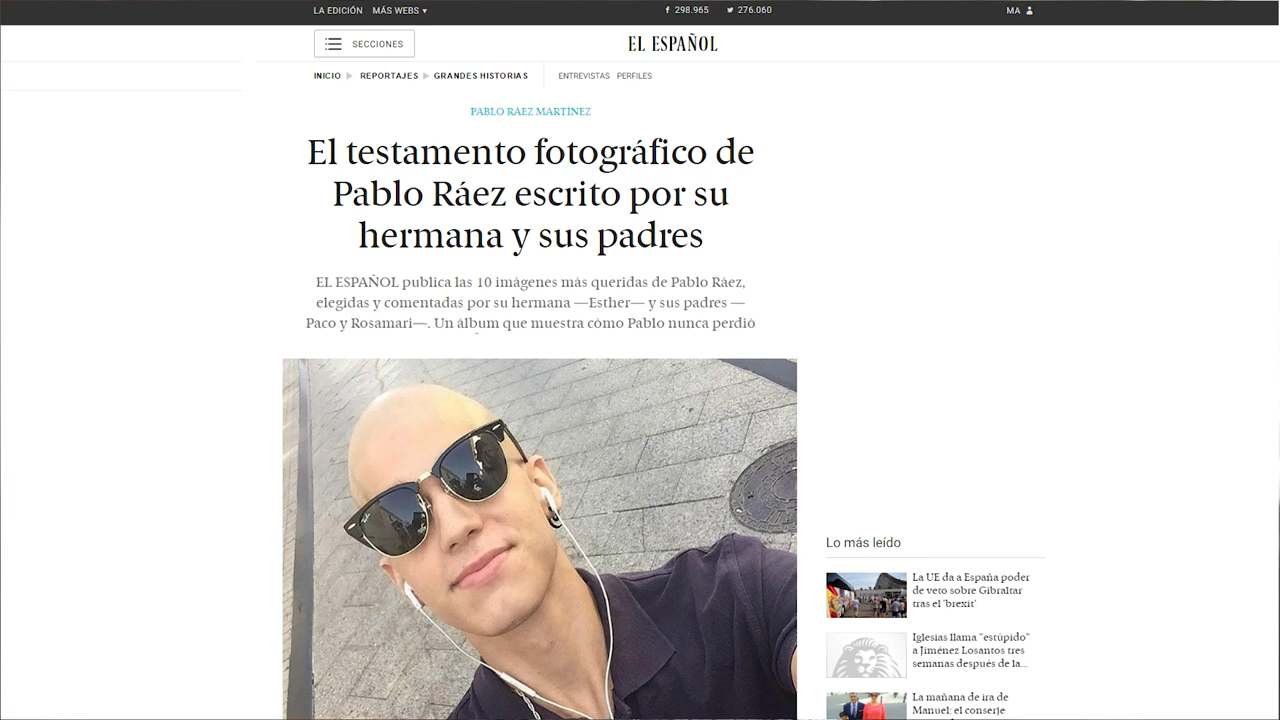 LA EDICIÓN MÁS WEBS 298.965 276.060 MA
SECCIONES
EL ESPAÑOL
INICIO REPORTAJES GRANDES HISTORIAS ENTREVISTAS PERFILES
PABLO RÁEZ MARTÍNEZ
El testamento fotográfico de
Pablo Ráez escrito por su
hermana y sus padres
EL ESPAÑOL publica las 10 imágenes más queridas de Pablo Ráez,
elegidas y comentadas por su hermana —Esther— y sus padres —
Paco y Rosamari—. Un álbum que muestra cómo Pablo nunca perdió
Ray-Ban
Lo más leído
La UE da a España poder
de veto sobre Gibraltar
tras el 'brexit'
Iglesias llama "estúpido"
a Jiménez Losantos tres
semanas después de la...
La mañana de ira de
Manuel: el conserje